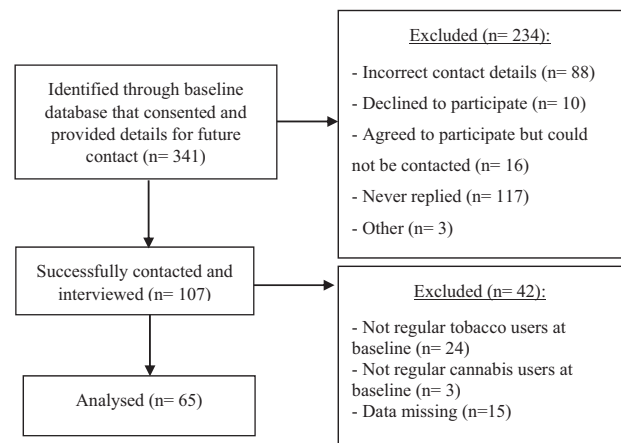 Identified through baseline
database that consented and
provided details for future
contact (n= 341)
Excluded (n= 234):
- Incorrect contact details (n= 88)
- Declined to participate (n= 10)
- Agreed to participate but could
not be contacted (n= 16)
- Never replied (n= 117)
- Other (n= 3)
Successfully contacted and
interviewed (n= 107)
Excluded (n= 42):
- Not regular tobacco users at
baseline (n= 24)
- Not regular cannabis users at
baseline (n= 3)
- Data missing (n=15)
Analysed (n= 65)